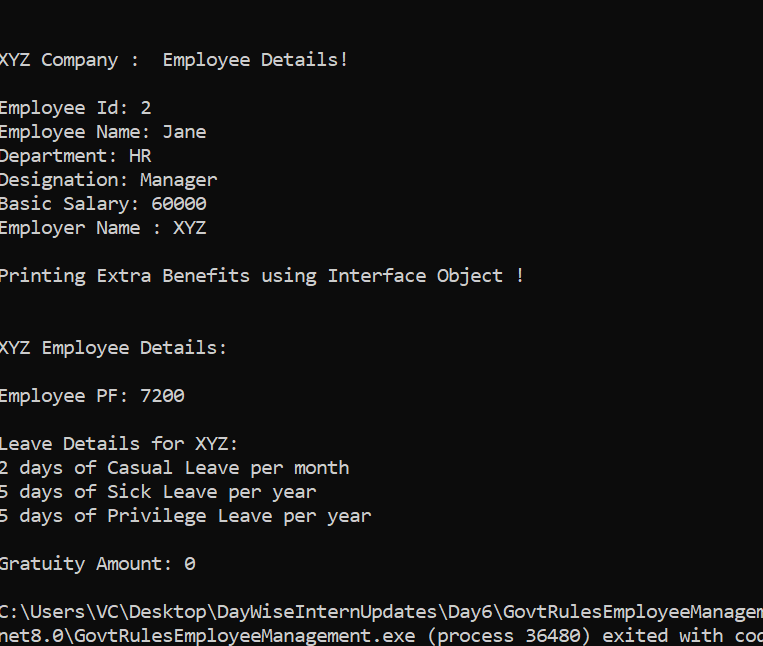 XYZ Company :  Employee Details!
Employee Id: 2
Employee Name: Jane
Department: HR
Designation: Manager
Basic Salary: 60000
Employer Name : XYZ
Printing Extra Benefits using Interface Object !
XYZ Employee Details:
Employee PF: 7200
Leave Details for XYZ:
2 days of Casual Leave per month
5 days of Sick Leave per year
5 days of Privilege Leave per year
Gratuity Amount: 0
C:\Users\VC\Desktop\DayWiseInternUpdates\Day6\GovtRulesEmployeeManagem
net8.0\GovtRulesEmployeeManagement.exe (process 36480) exited with cod